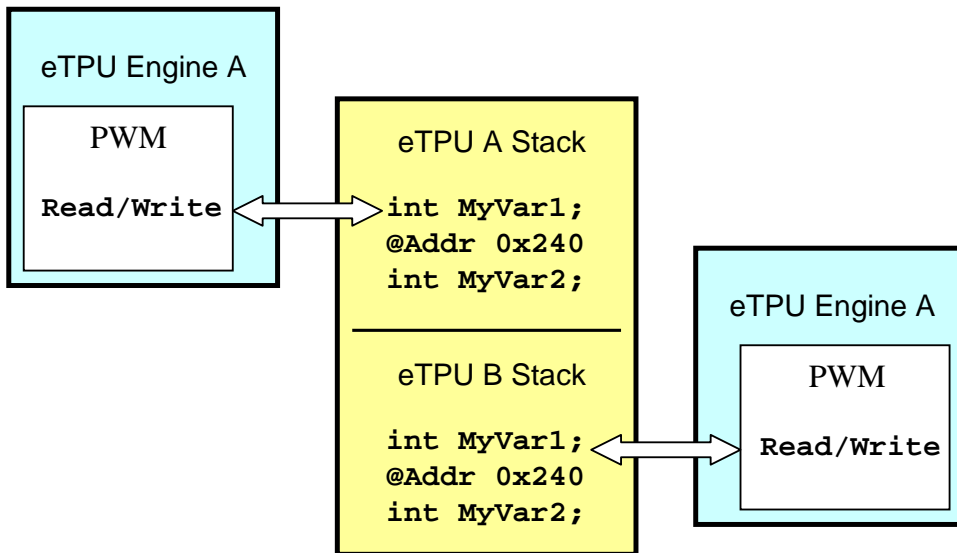 eTPU Engine A
PWM
Read/Write
eTPU A Stack
int MyVar1;
@Addr 0x240
int MyVar2;
eTPU B Stack
int MyVar1;
@Addr 0x240
int MyVar2;
eTPU Engine A
PWM
Read/Write